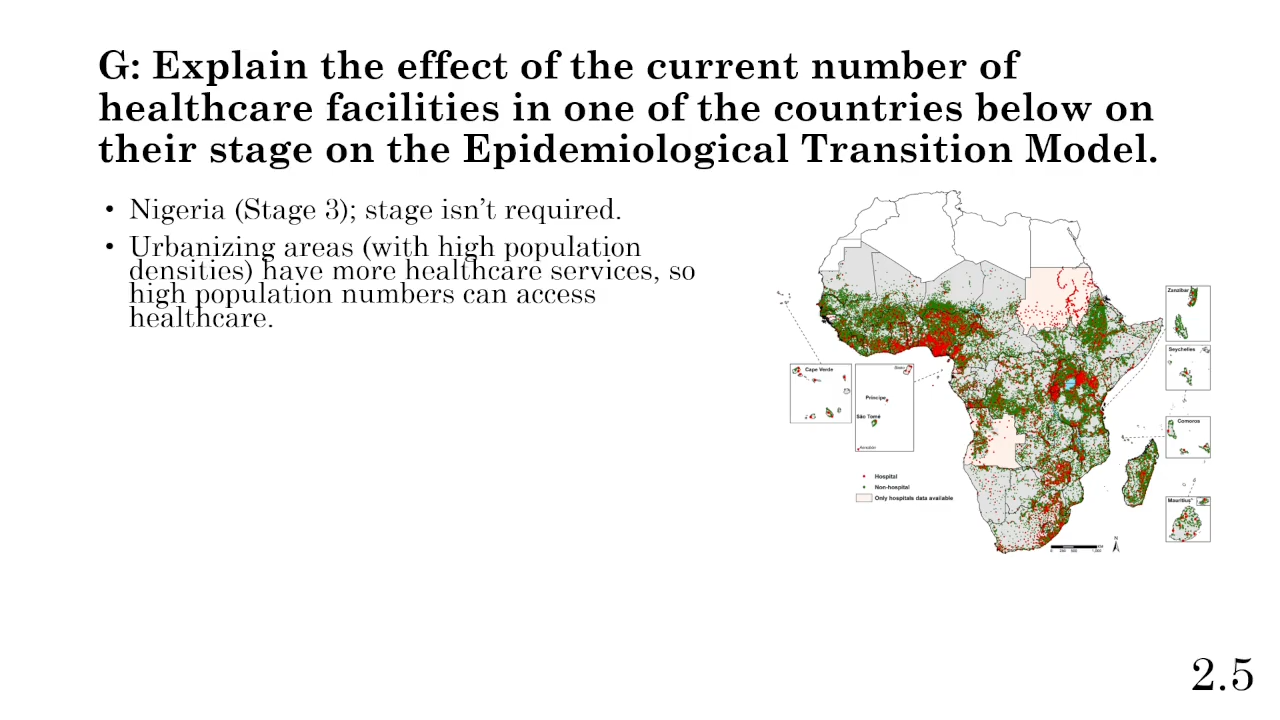 G: Explain the effect of the current number of
healthcare facilities in one of the countries below on
their stage on the Epidemiological Transition Model.
• Nigeria (Stage 3); stage isn't required.
• Urbanizing areas (with high population
densities) have more healthcare services, so
high population numbers can access
healthcare.
Zanzibar
Seychelles
Cape Verde
Príncipe
São Tomé
Comoros
Hospital
Non-hospital
Only hospitals data available
Mauritius*
N
2.5